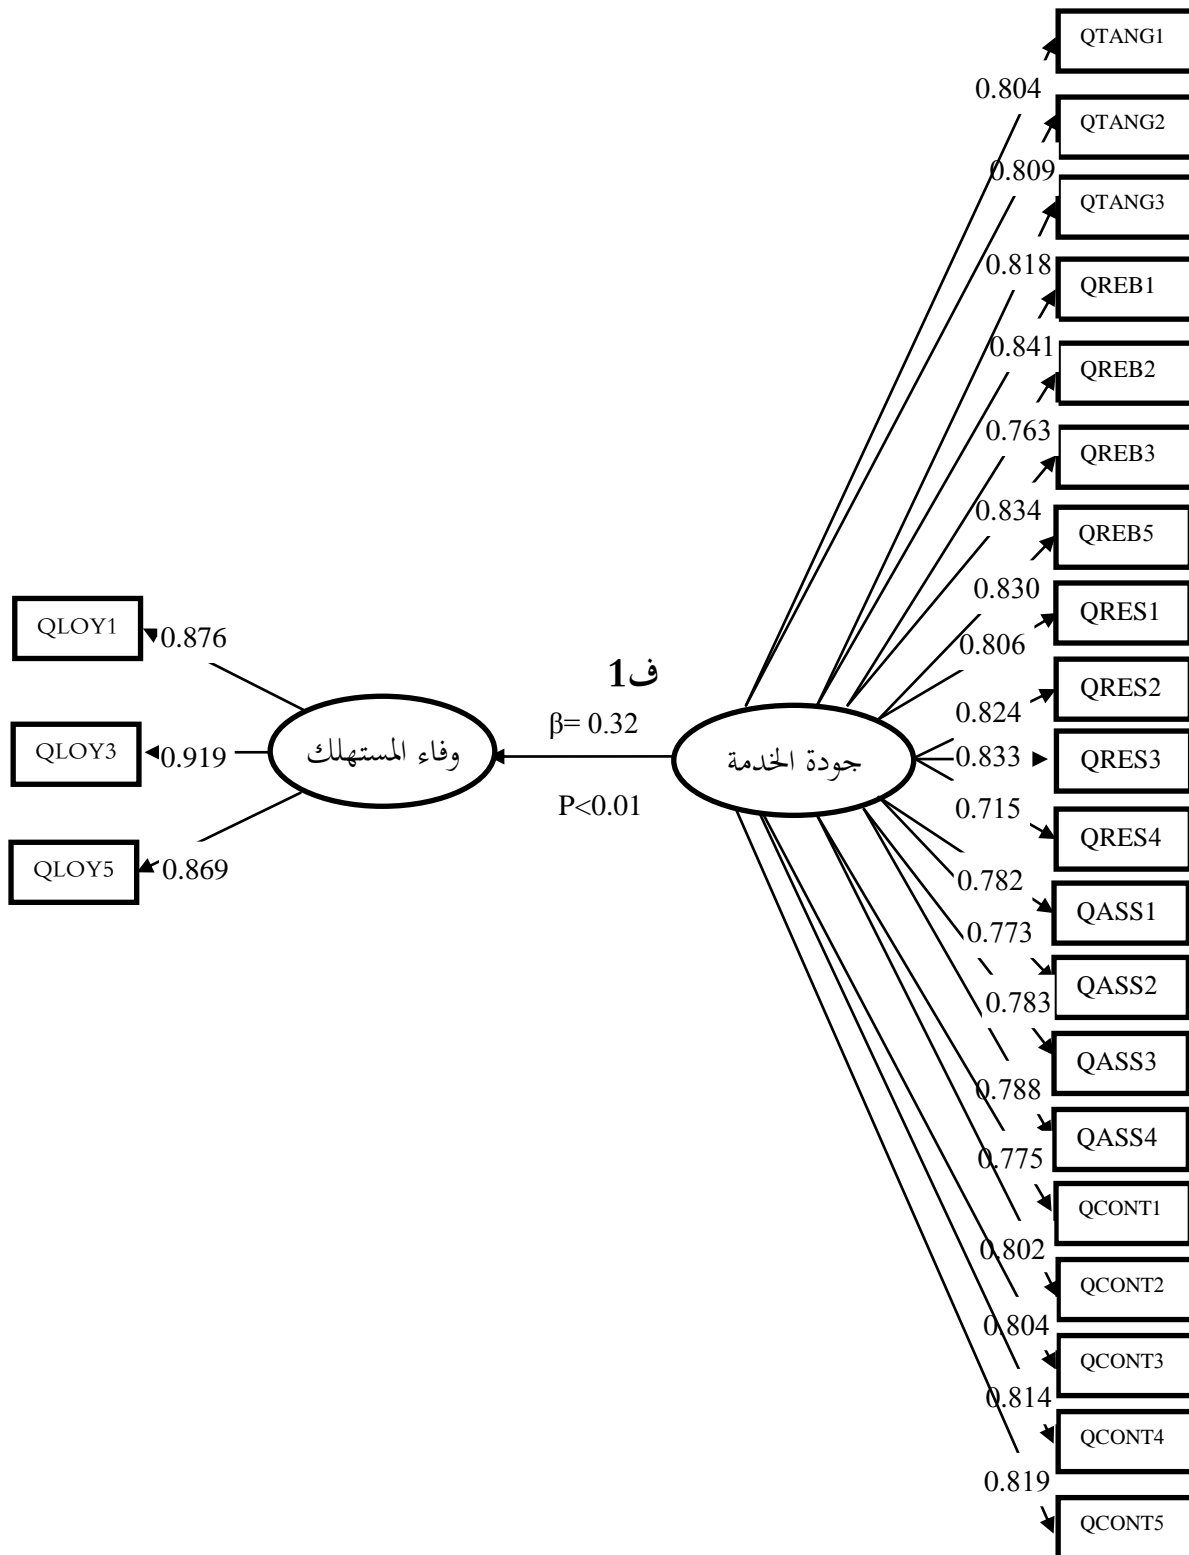 QTANG1
0.804
QTANG2
0.809
QTANG3
0.818
QREB1
0.841
QREB2
0.763
QREB3
0.834
QREB5
0.830
QRES1
0.806
QRES2
0.824
QRES3
0.833
QRES4
0.715
QASS1
0.782
QASS2
0.773
QASS3
0.783
QASS4
0.788
QCONT1
0.775
QCONT2
0.802
QCONT3
0.804
QCONT4
0.814
QCONT5
0.819
ف1
β= 0.32
P<0.01
جودة الخدمة
وفاء المستهلك
QLOY1
0.876
QLOY3
0.919
QLOY5
0.869